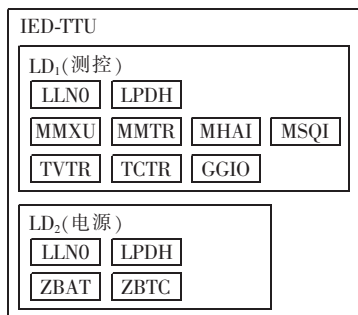 IED-TTU
LD₁(测控)
LLN0 LPDH
MMXU MMTR MHAI MSQI
TVTR TCTR GGIO
LD₂(电源)
LLN0 LPDH
ZBAT ZBTC